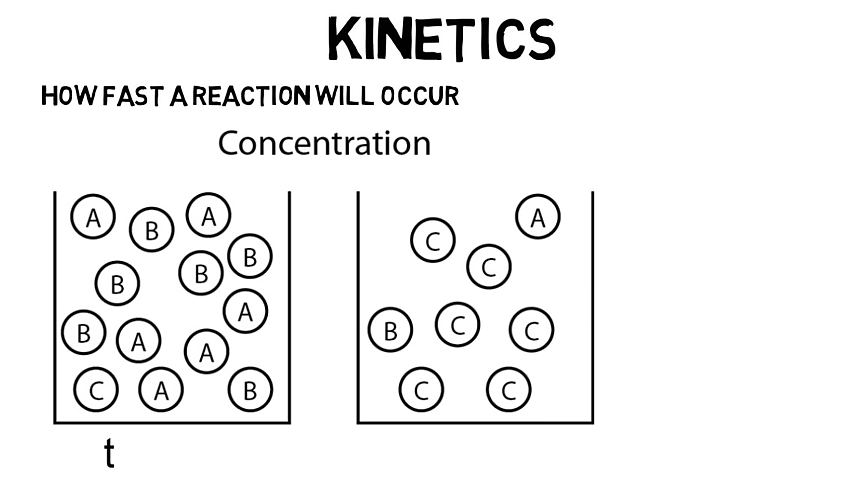 KINETICS
HOW FAST A REACTION WILL OCCUR
Concentration
A B A
B B B
B A A A
C A B
A
C C
B C C
C C
t